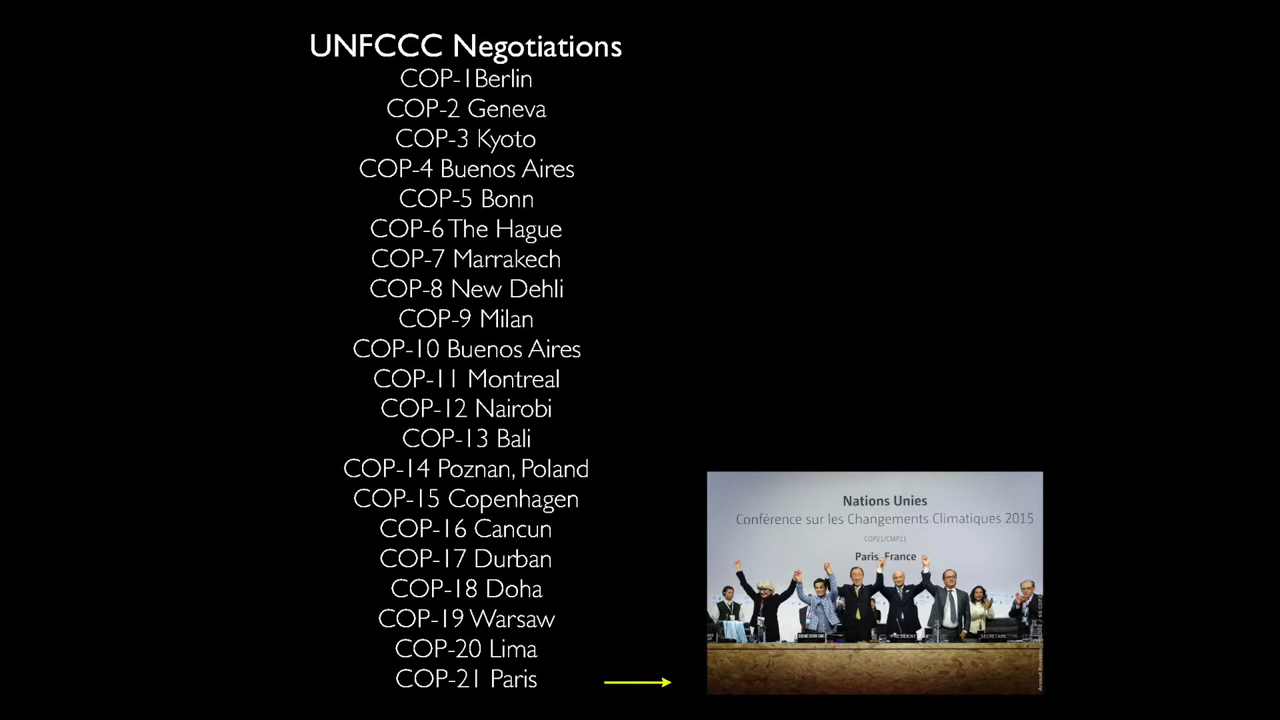 UNFCCC Negotiations
COP-1Berlin
COP-2 Geneva
COP-3 Kyoto
COP-4 Buenos Aires
COP-5 Bonn
COP-6 The Hague
COP-7 Marrakech
COP-8 New Dehli
COP-9 Milan
COP-10 Buenos Aires
COP-11 Montreal
COP-12 Nairobi
COP-13 Bali
COP-14 Poznan, Poland
COP-15 Copenhagen
COP-16 Cancun
COP-17 Durban
COP-18 Doha
COP-19 Warsaw
COP-20 Lima
COP-21 Paris
Nations Unies
Conférence sur les Changements Climatiques 2015
COP21/CMP11
Paris, France
SECRETAIRE